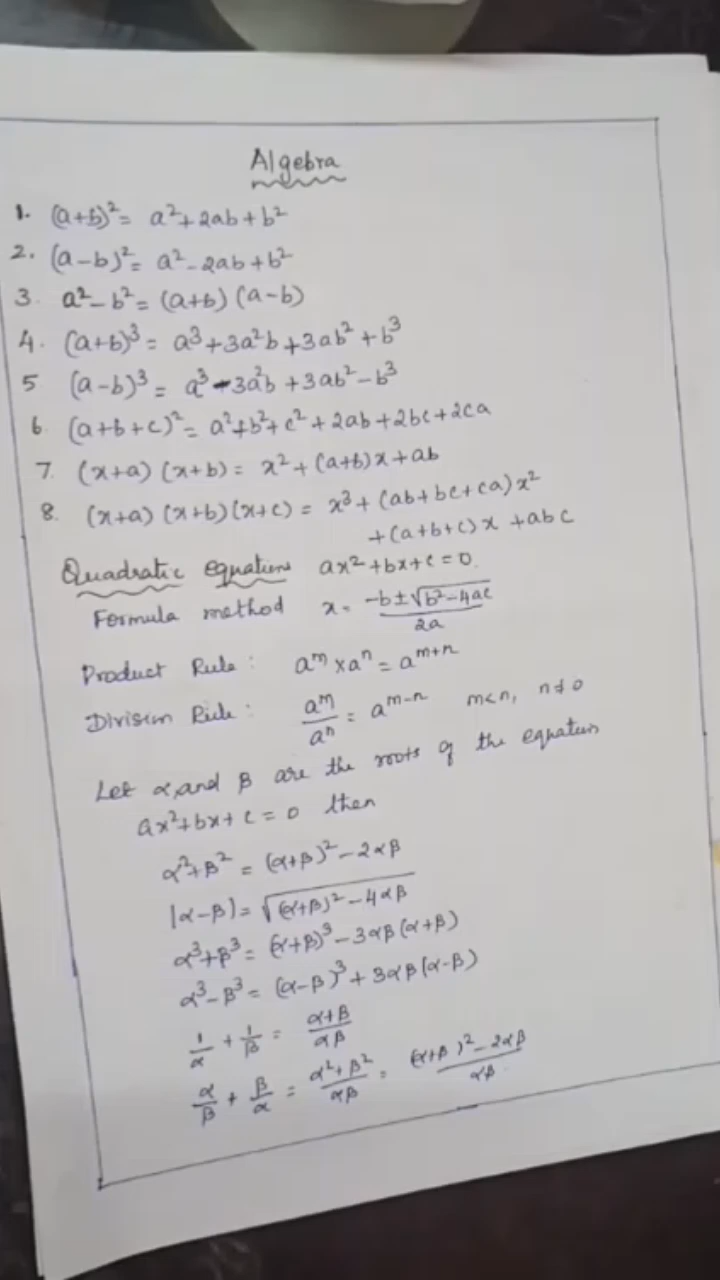 Algebra
1. (a+b)² = a²+2ab+b²
2. (a-b)² = a²-2ab+b²
3. a²-b² = (a+b) (a-b)
4. (a+b)³ = a³+3a²b+3ab²+b³
5 (a-b)³ = a³-3a²b+3ab²-b³
6. (a+b+c)² = a²+b²+c²+2ab+2bc+2ca
7. (x+a) (x+b) = x²+(a+b)x+ab
8. (x+a) (x+b) (x+c) = x³+(ab+bc+ca)x²
+(a+b+c)x+abc
Quadratic equations ax²+bx+c=0
Formula method x = (-b±√(b²-4ac))/2a
Product Rule : aᵐ×aⁿ = aᵐ⁺ⁿ
Division Rule : aᵐ/aⁿ = aᵐ⁻ⁿ m<n, n≠0
Let α, and β are the roots of the equation
ax²+bx+c=0 then
α²+β² = (α+β)²-2αβ
|α-β| = √((α+β)²-4αβ)
α³+β³ = (α+β)³-3αβ(α+β)
α³-β³ = (α-β)³+3αβ(α-β)
1/α + 1/β = (α+β)/αβ
α/β + β/α = (α²+β²)/αβ = ((α+β)²-2αβ)/αβ